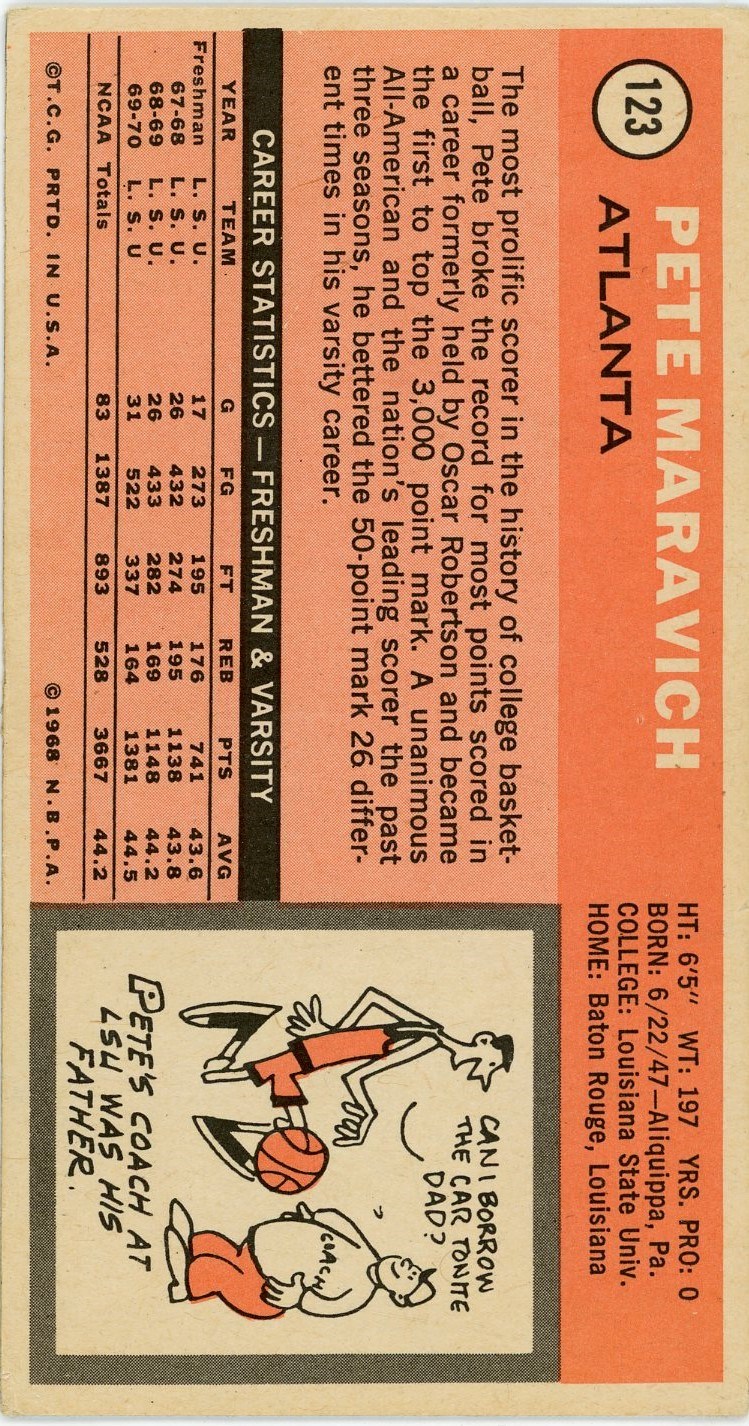 123
PETE MARAVICH
ATLANTA
HT: 6'5" WT: 197 YRS. PRO: 0
BORN: 6/22/47—Aliquippa, Pa.
COLLEGE: Louisiana State Univ.
HOME: Baton Rouge, Louisiana
The most prolific scorer in the history of college basket-
ball, Pete broke the record for most points scored in
a career formerly held by Oscar Robertson and became
the first to top the 3,000 point mark. A unanimous
All-American and the nation's leading scorer the past
three seasons, he bettered the 50-point mark 26 differ-
ent times in his varsity career.
CAREER STATISTICS—FRESHMAN & VARSITY
YEAR TEAM G FG FT REB PTS AVG
Freshman L. S. U. 17 273 195 176 741 43.6
67-68 L. S. U. 26 432 274 195 1138 43.8
68-69 L. S. U. 26 433 282 169 1148 44.2
69-70 L. S. U 31 522 337 164 1381 44.5
NCAA Totals 83 1387 893 528 3667 44.2
©T.C.G. PRTD. IN U.S.A. ©1968 N.B.P.A.
CAN I BORROW
THE CAR TONITE
DAD?
COACH
PETE'S COACH AT
LSU WAS HIS
FATHER.